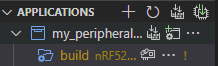 APPLICATIONS
my_peripheral...
build nRF52... !